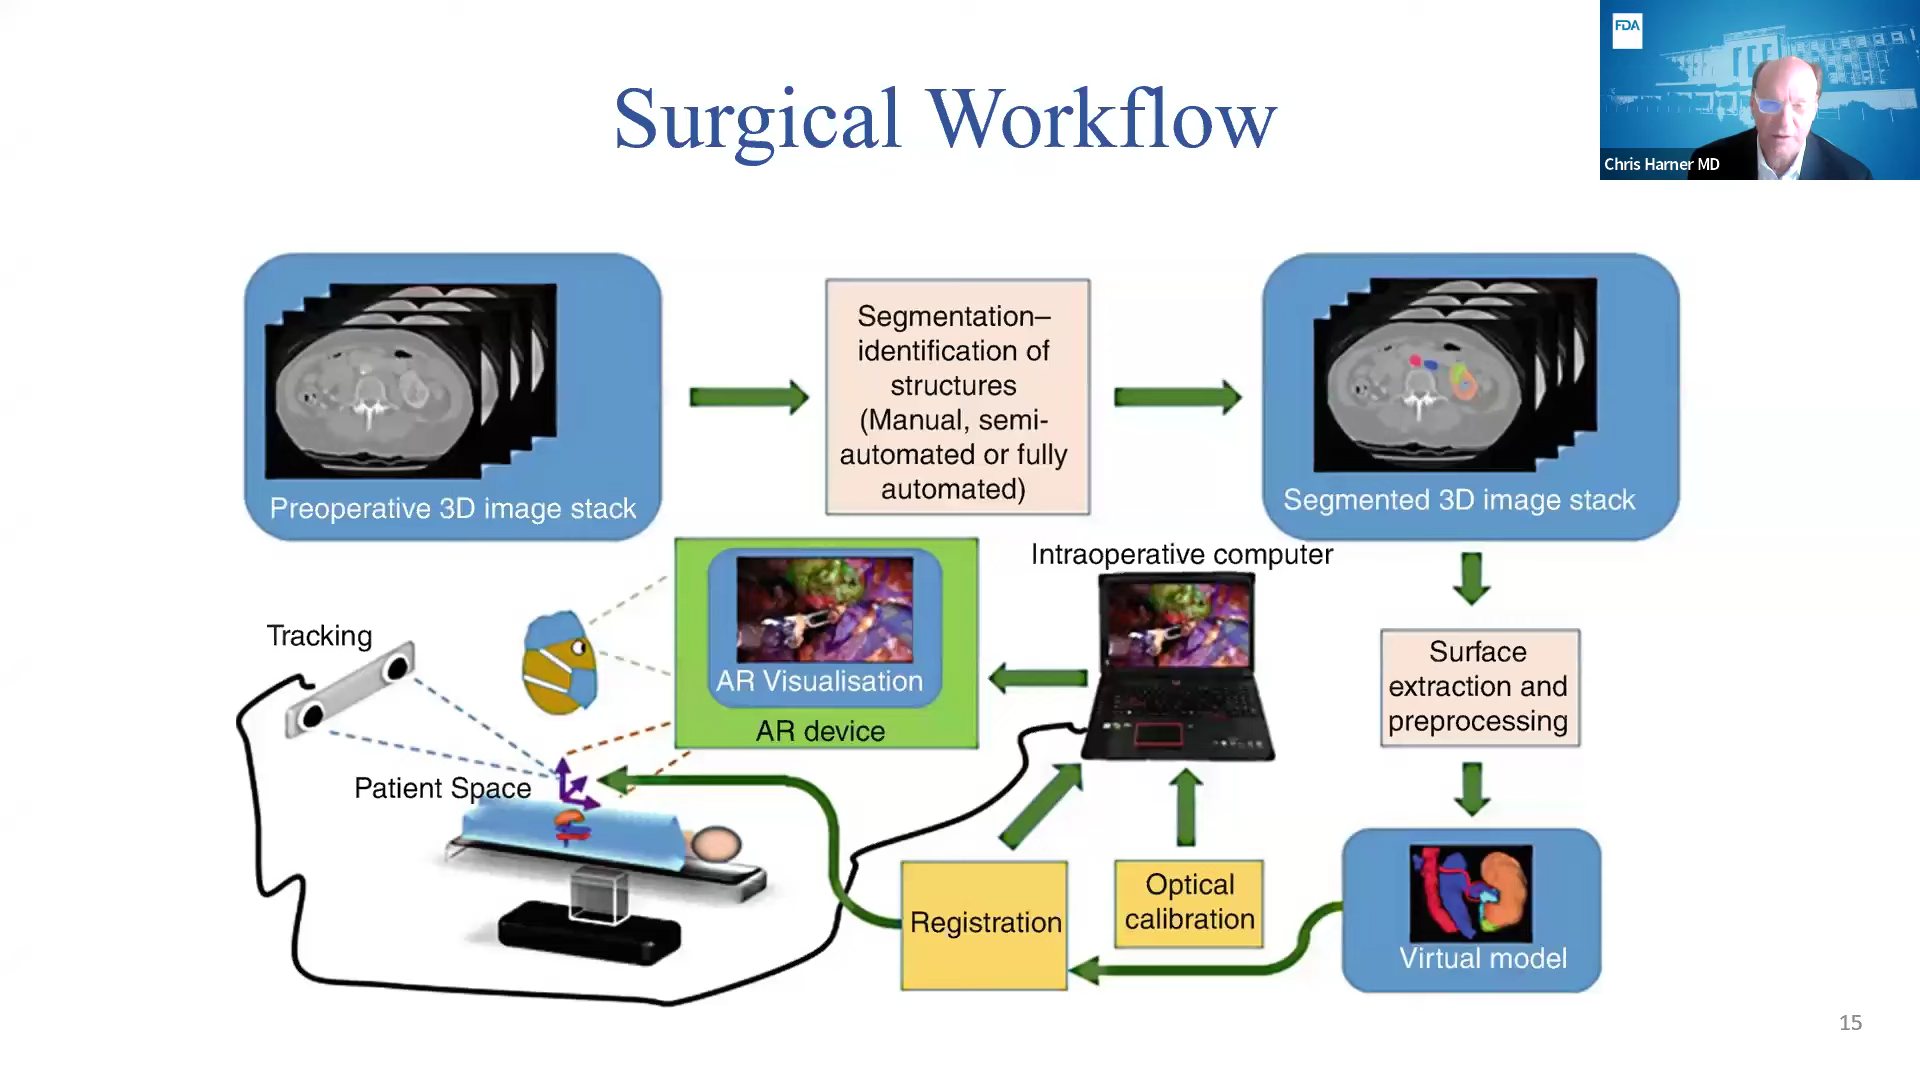 FDA
Chris Harner MD
Surgical Workflow
Preoperative 3D image stack
Segmentation–
identification of
structures
(Manual, semi-
automated or fully
automated)
Segmented 3D image stack
Intraoperative computer
Tracking
AR Visualisation
AR device
Surface
extraction and
preprocessing
Patient Space
Registration
Optical
calibration
Virtual model
15